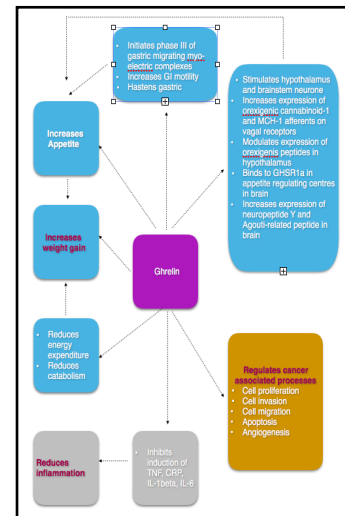 • Initiates phase III of
gastric migrating myo-
electric complexes
• Increases GI motility
• Hastens gastric
• Stimulates hypothalamus
and brainstem neurone
• Increases expression of
orexigenic cannabinoid-1
and MCH-1 afferents on
vagal receptors
• Modulates expression of
orexigenis peptides in
hypothalamus
• Binds to GHSR1a in
appetite regulating centres
in brain
• Increases expression of
neuropeptide Y and
Agouti-related peptide in
brain
Increases
Appetite
Increases
weight gain
Ghrelin
• Reduces
energy
expenditure
• Reduces
catabolism
Regulates cancer
associated processes
• Cell proliferation
• Cell invasion
• Cell migration
• Apoptosis
• Angiogenesis
Reduces
inflammation
• Inhibits
induction of
TNF, CRP,
IL-1beta, IL-6